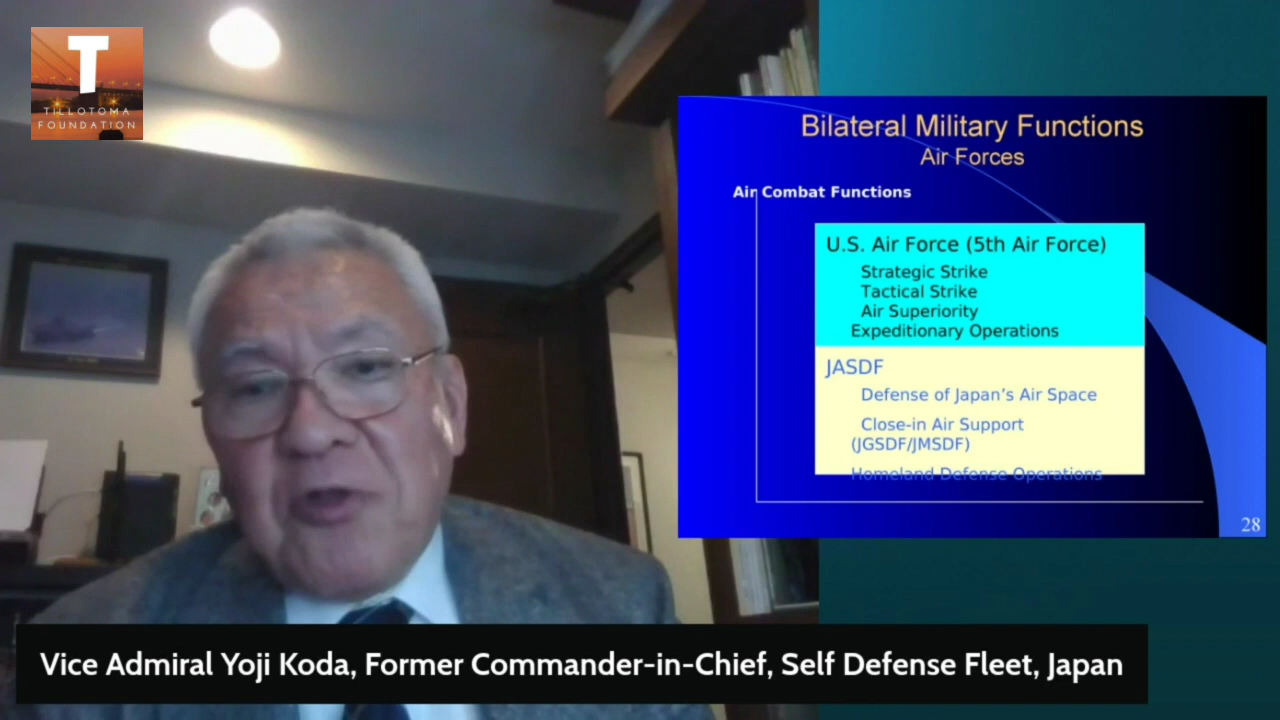 T
TILLOTOMA
FOUNDATION
Bilateral Military Functions
Air Forces
Air Combat Functions
U.S. Air Force (5th Air Force)
Strategic Strike
Tactical Strike
Air Superiority
Expeditionary Operations
JASDF
Defense of Japan's Air Space
Close-in Air Support
(JGSDF/JMSDF)
Homeland Defense Operations
28
Vice Admiral Yoji Koda, Former Commander-in-Chief, Self Defense Fleet, Japan